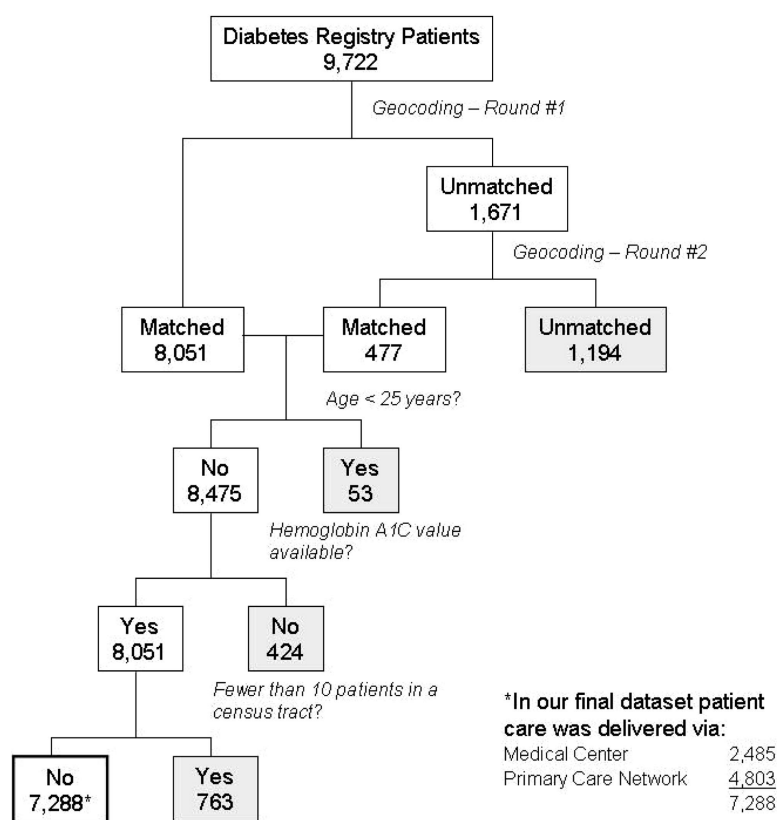 Diabetes Registry Patients
9,722
Geocoding – Round #1
Unmatched
1,671
Geocoding – Round #2
Matched
8,051
Matched
477
Unmatched
1,194
Age < 25 years?
No
8,475
Yes
53
Hemoglobin A1C value
available?
Yes
8,051
No
424
Fewer than 10 patients in a
census tract?
No
7,288*
Yes
763
*In our final dataset patient
care was delivered via:
Medical Center 2,485
Primary Care Network 4,803
7,288